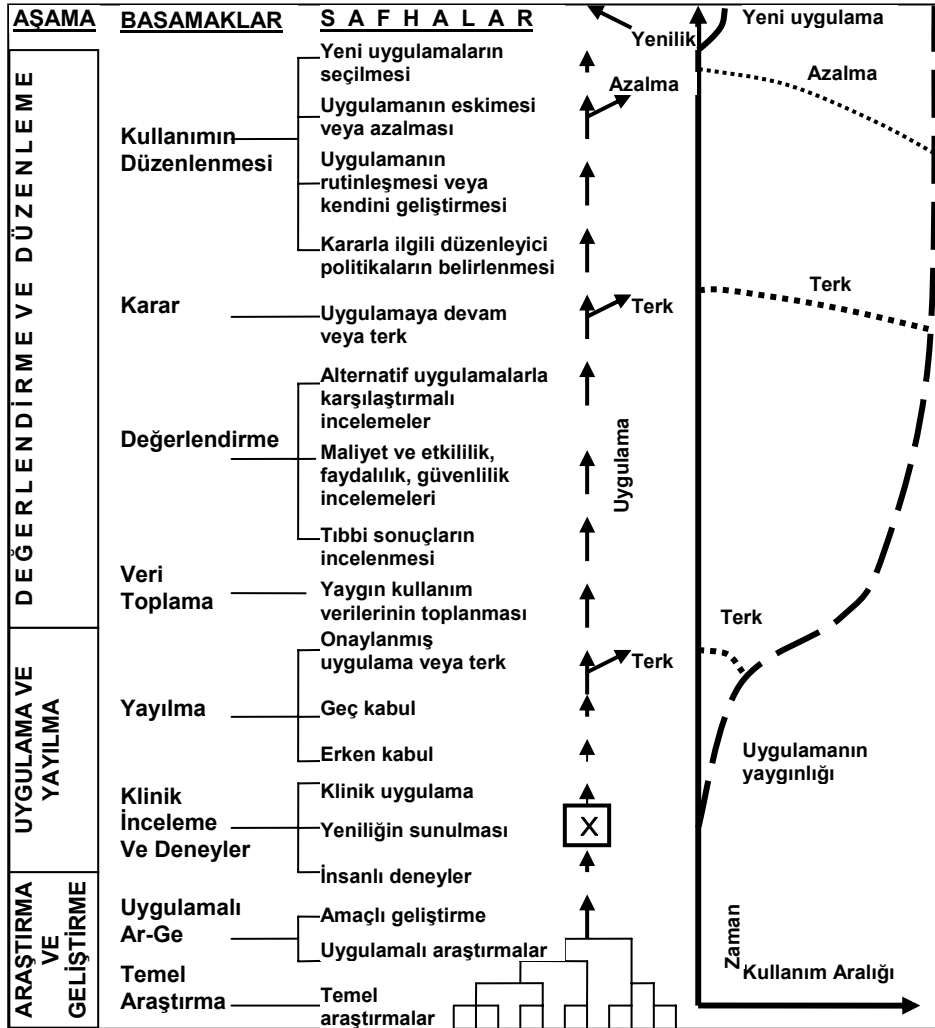 AŞAMA
BASAMAKLAR
S A F H A L A R
DEĞERLENDİRME VE DÜZENLEME
UYGULAMA VE
YAYILMA
ARAŞTIRMA
VE
GELİŞTİRME
Kullanımın
Düzenlenmesi
Karar
Değerlendirme
Veri
Toplama
Yayılma
Klinik
İnceleme
Ve Deneyler
Uygulamalı
Ar-Ge
Temel
Araştırma
Yeni uygulamaların
seçilmesi
Uygulamanın eskimesi
veya azalması
Uygulamanın
rutinleşmesi veya
kendini geliştirmesi
Kararla ilgili düzenleyici
politikaların belirlenmesi
Uygulamaya devam
veya terk
Alternatif uygulamalarla
karşılaştırmalı
incelemeler
Maliyet ve etkililik,
faydalılık, güvenlilik
incelemeleri
Tıbbi sonuçların
incelenmesi
Yaygın kullanım
verilerinin toplanması
Onaylanmış
uygulama veya terk
Geç kabul
Erken kabul
Klinik uygulama
Yeniliğin sunulması
İnsanlı deneyler
Amaçlı geliştirme
Uygulamalı araştırmalar
Temel
araştırmalar
Yenilik
Azalma
Terk
Uygulama
Terk
X
Yeni uygulama
Azalma
Terk
Terk
Uygulamanın
yaygınlığı
Zaman
Kullanım Aralığı